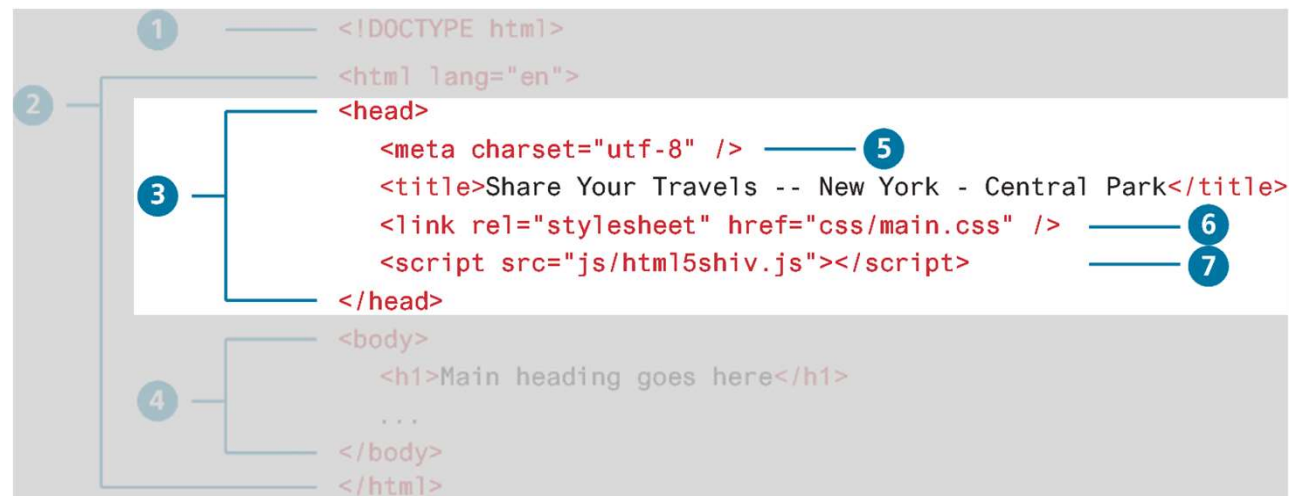 1 <!DOCTYPE html>
2 <html lang="en">
3 <head>
<meta charset="utf-8" /> 5
<title>Share Your Travels -- New York - Central Park</title>
<link rel="stylesheet" href="css/main.css" /> 6
<script src="js/html5shiv.js"></script> 7
</head>
4 <body>
<h1>Main heading goes here</h1>
...
</body>
</html>